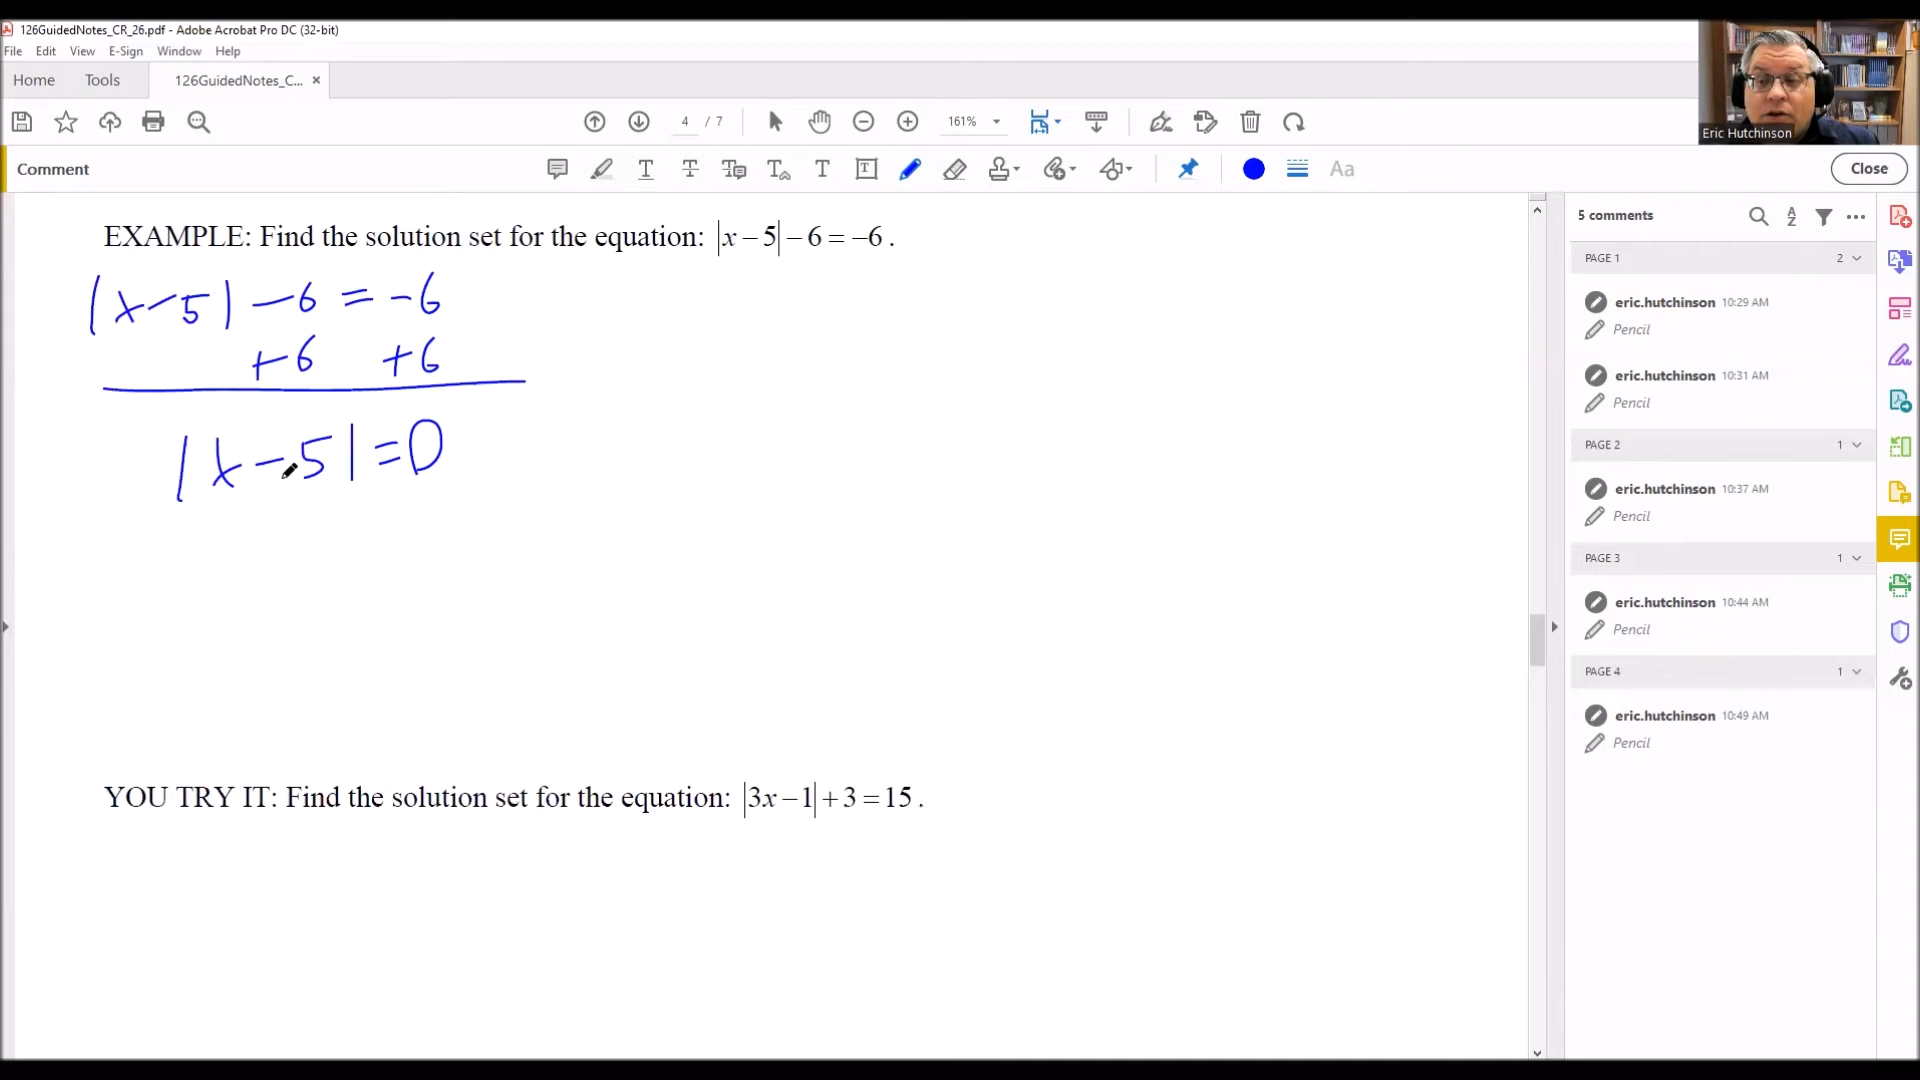 126GuidedNotes_CR_26.pdf - Adobe Acrobat Pro DC (32-bit)
File Edit View E-Sign Window Help
Home Tools 126GuidedNotes_C... ×
4 / 7 161%
Eric Hutchinson
Comment
Aa
Close
EXAMPLE: Find the solution set for the equation: |x − 5| − 6 = −6 .
|x − 5| − 6 = −6
+6 +6
|x − 5| = 0
YOU TRY IT: Find the solution set for the equation: |3x − 1| + 3 = 15 .
5 comments
PAGE 1 2
eric.hutchinson 10:29 AM
Pencil
eric.hutchinson 10:31 AM
Pencil
PAGE 2 1
eric.hutchinson 10:37 AM
Pencil
PAGE 3 1
eric.hutchinson 10:44 AM
Pencil
PAGE 4 1
eric.hutchinson 10:49 AM
Pencil